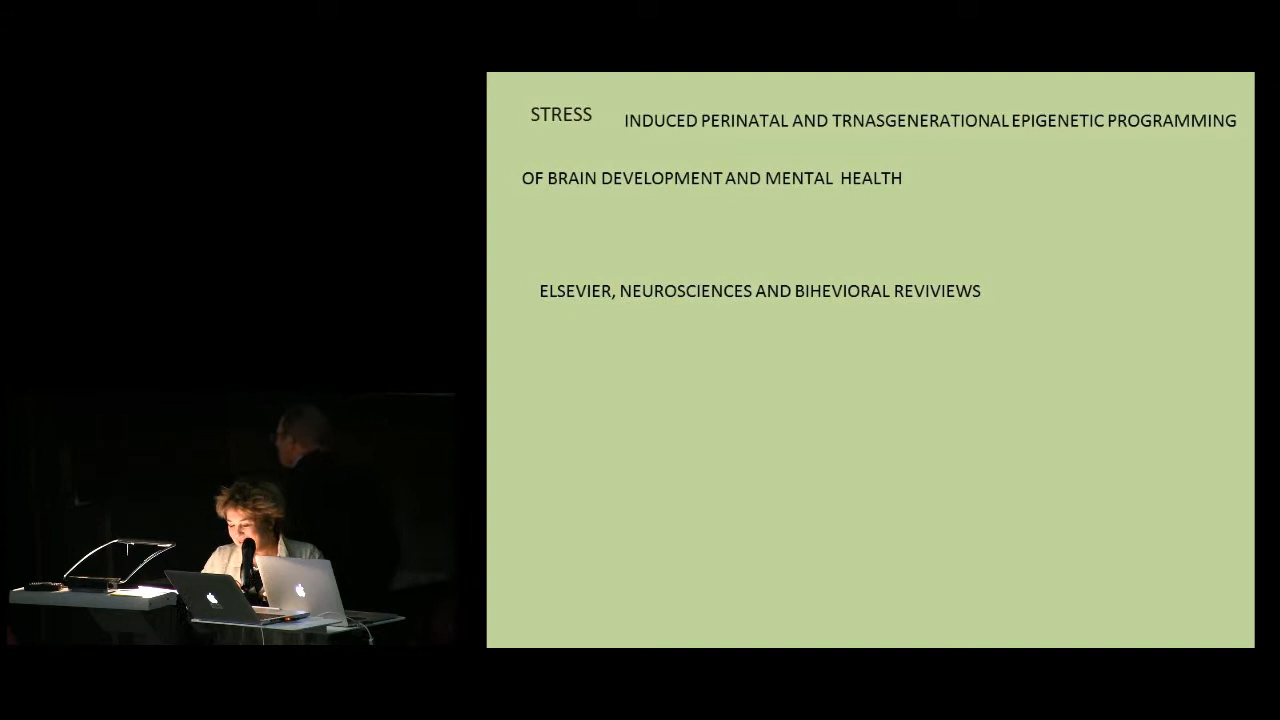 STRESS INDUCED PERINATAL AND TRNASGENERATIONAL EPIGENETIC PROGRAMMING
OF BRAIN DEVELOPMENT AND MENTAL HEALTH
ELSEVIER, NEUROSCIENCES AND BIHEVIORAL REVIVIEWS